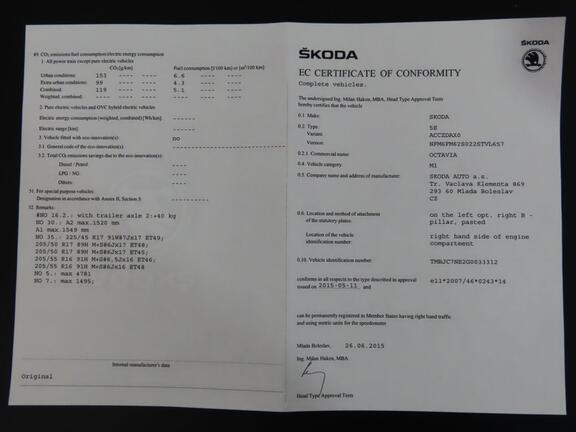 49. CO₂ emissions/fuel consumption/electric energy consumption
1. All power train except pure electric vehicles
CO₂[g/km] Fuel consumption [l/100 km] or [m³/100 km]:
Urban conditions: 153 ---- ---- 6.6 ---- ----
Extra-urban conditions: 99 ---- ---- 4.3 ---- ----
Combined: 119 ---- ---- 5.1 ---- ----
Weighted, combined: ---- ---- ---- ---- ---- ----
2. Pure electric vehicles and OVC hybrid electric vehicles
Electric energy consumption (weighted, combined) [Wh/km]: ------
Electric range [km] ------
3. Vehicle fitted with eco-innovation(s): no
3.1. General code of the eco-innovation(s):
3.2. Total CO₂ emissions savings due to the eco-innovation(s):
Diesel / Petrol: ----
LPG / NG: ----
Others: ----
51. For special purpose vehicles:
Designation in accordance with Annex II, Section 5:
52. Remarks:
#NO 16.2.: with trailer axle 2:+40 kg
NO 30.: A2 max.1520 mm
A1 max.1549 mm
NO 35.: 225/45 R17 91W#7Jx17 ET49;
205/50 R17 89H M+S#6Jx17 ET48;
205/50 R17 89H M+S#6Jx17 ET45;
205/55 R16 91H M+S#6,5Jx16 ET46;
205/55 R16 91H M+S#6Jx16 ET48
NO 5.: max 4781
NO 7.: max 1495;
Internal manufacturer's data
Original
ŠKODA
ŠKODA
EC CERTIFICATE OF CONFORMITY
Complete vehicles.
The undersigned Ing. Milan Haken, MBA, Head Type Approval Tests
hereby certifies that the vehicle
0.1. Make: SKODA
0.2. Type 5E
Variant: ACCZDAX0
Version: NFM6FM62S022STVL6S7
0.2.1. Commercial name: OCTAVIA
0.4. Vehicle category: M1
0.5. Company name and address of manufacturer: SKODA AUTO a.s.
Tr. Vaclava Klementa 869
293 60 Mlada Boleslav
CZ
0.6. Location and method of attachment of the statutory plates: on the left opt. right B - pillar, pasted
Location of the vehicle identification number: right hand side of engine compartment
0.10. Vehicle identification number: TMBJC7NE2G0033312
conforms in all respects to the type described in approval e11*2007/46*0243*14
issued on 2015-05-11 and
can be permanently registered in Member States having right hand traffic
and using metric units for the speedometer
Mlada Boleslav, 26.06.2015
Ing. Milan Haken, MBA
Head Type Approval Tests